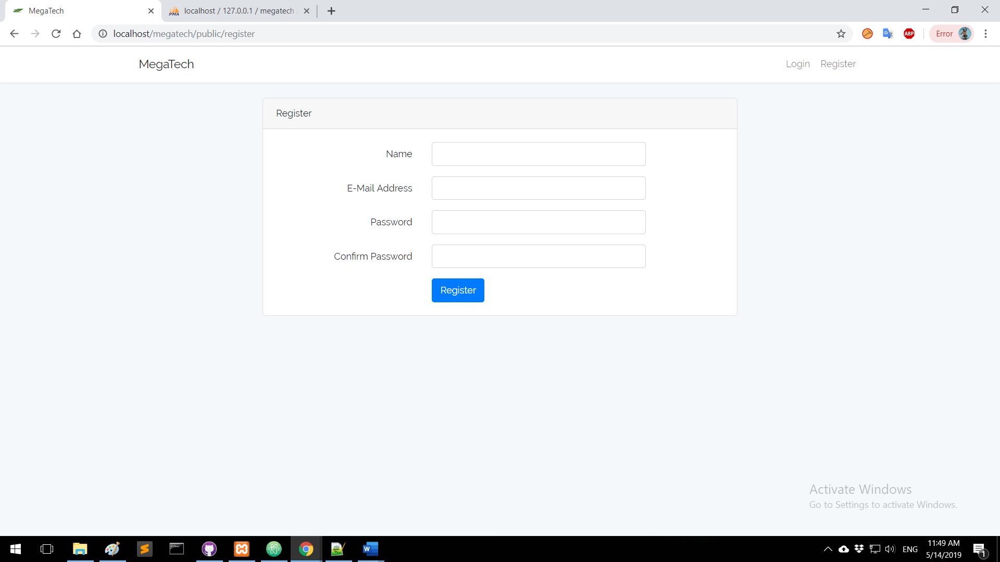 MegaTech
localhost / 127.0.0.1 / megatech
localhost/megatech/public/register
ABP
Error
MegaTech
Login
Register
Register
Name
E-Mail Address
Password
Confirm Password
Register
Activate Windows
Go to Settings to activate Windows.
ENG
11:49 AM
5/14/2019
1